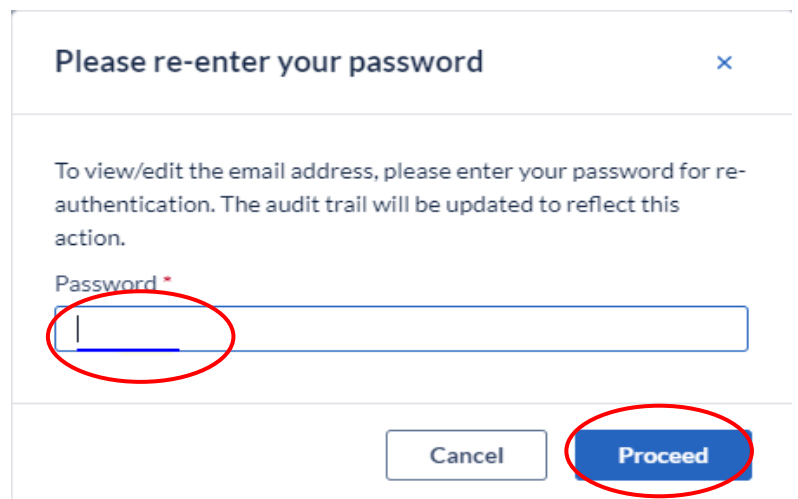 Please re-enter your password ×
To view/edit the email address, please enter your password for re-
authentication. The audit trail will be updated to reflect this
action.
Password *
Cancel Proceed